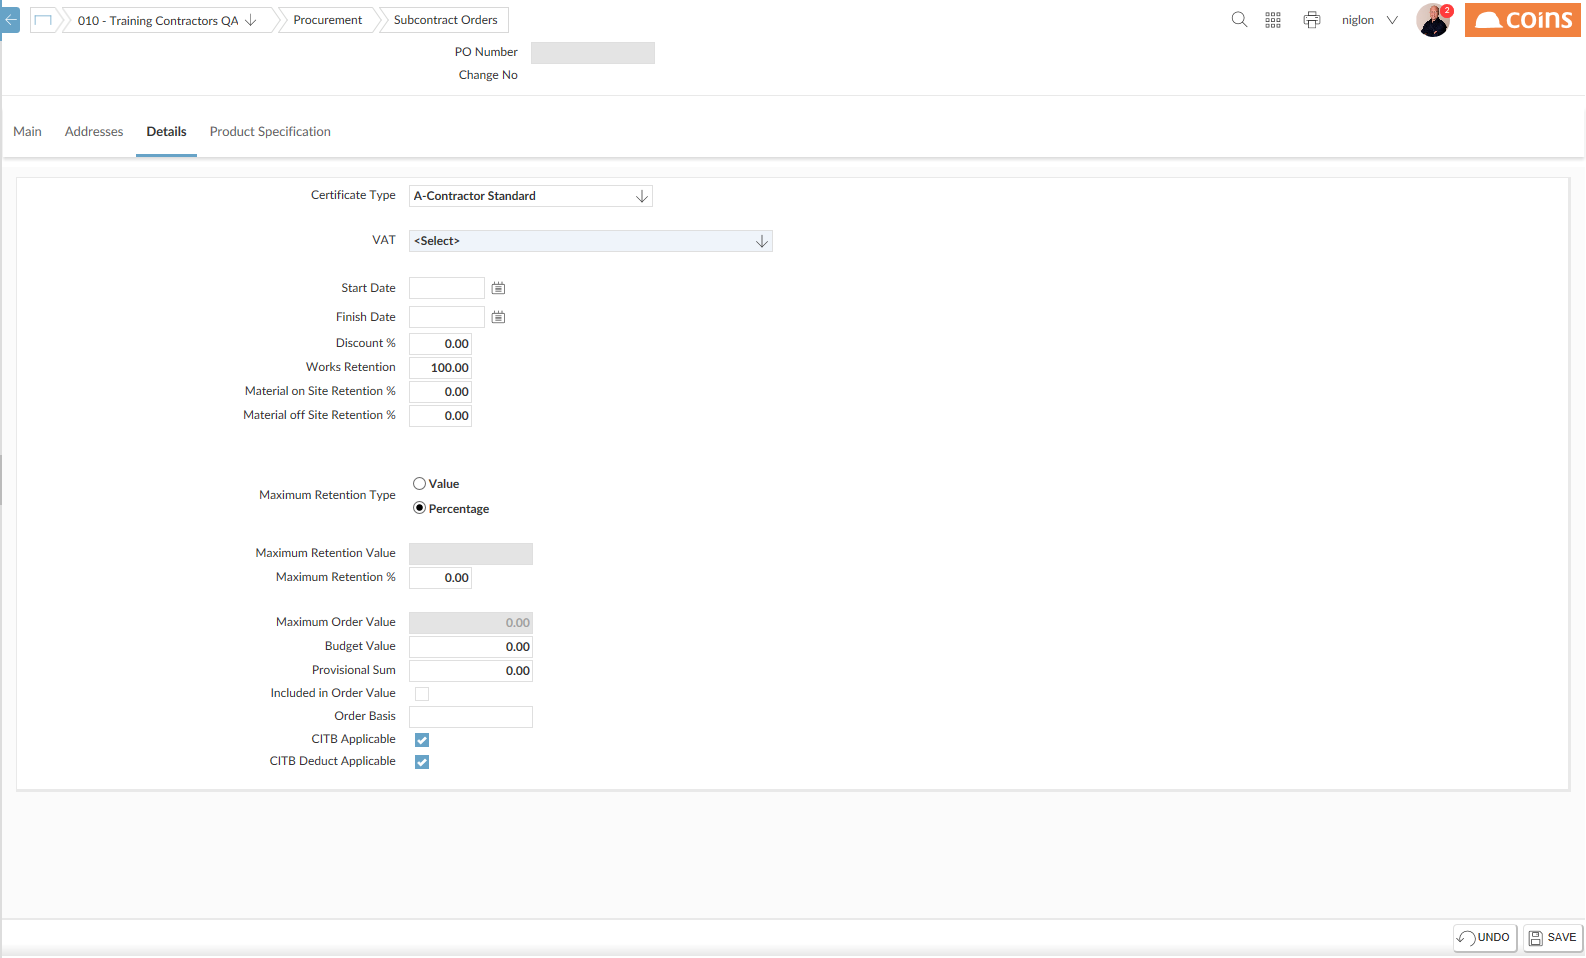 010 - Training Contractors QA
Procurement
Subcontract Orders
niglon
2
coins
PO Number
Change No
Main
Addresses
Details
Product Specification
Certificate Type A-Contractor Standard
VAT <Select>
Start Date
Finish Date
Discount % 0.00
Works Retention 100.00
Material on Site Retention % 0.00
Material off Site Retention % 0.00
Maximum Retention Type
Value
Percentage
Maximum Retention Value
Maximum Retention % 0.00
Maximum Order Value 0.00
Budget Value 0.00
Provisional Sum 0.00
Included in Order Value
Order Basis
CITB Applicable
CITB Deduct Applicable
UNDO
SAVE